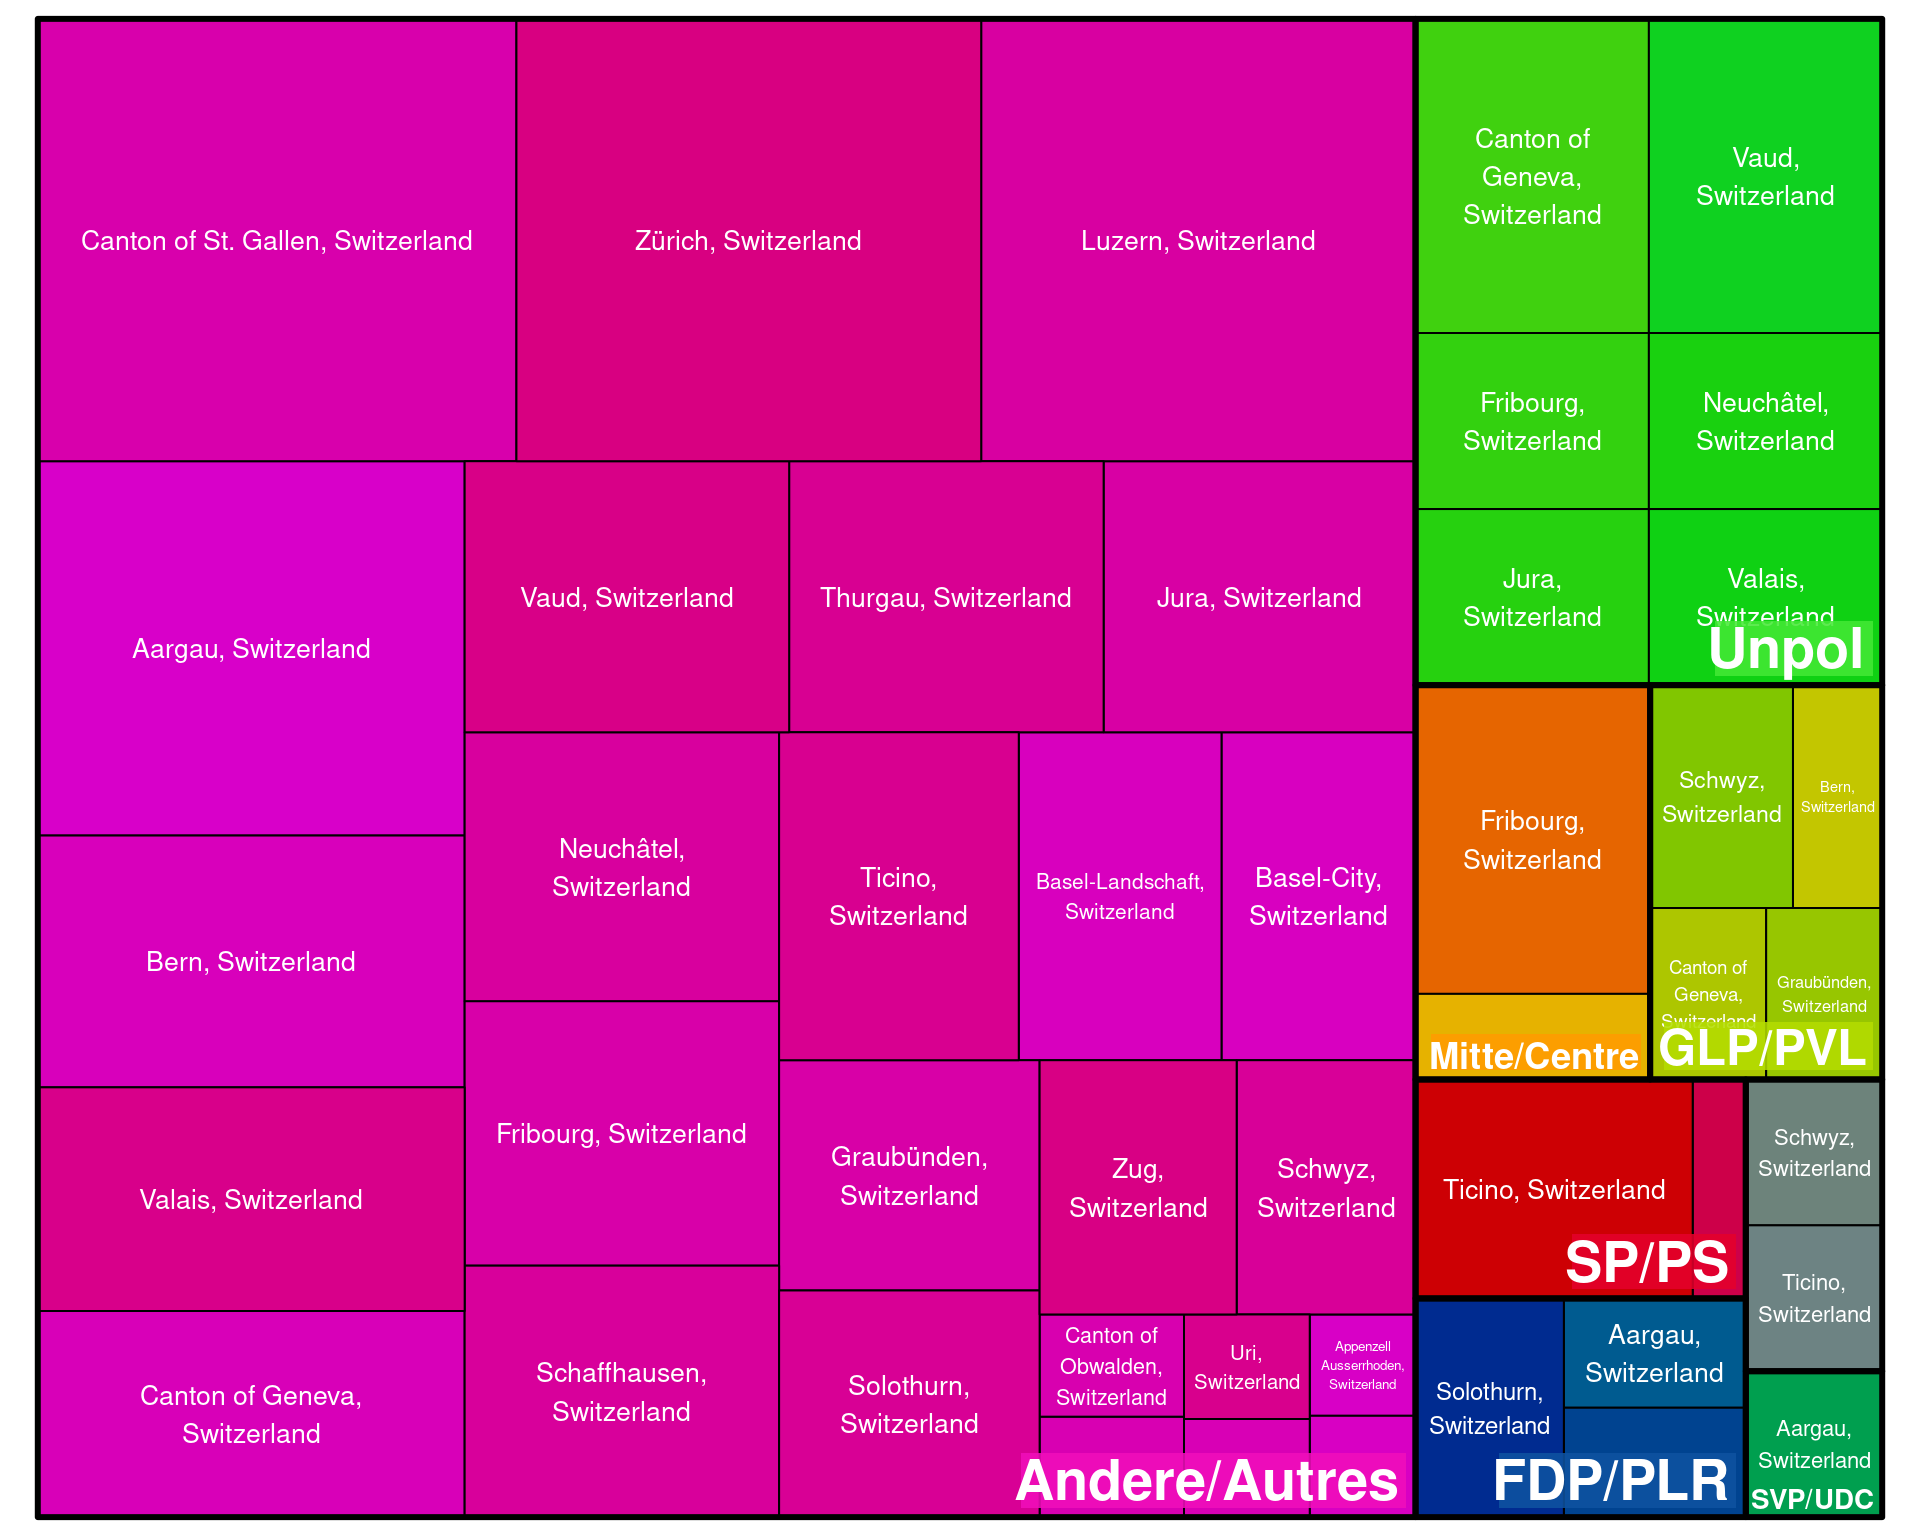 Canton of St. Gallen, Switzerland
Zürich, Switzerland
Luzern, Switzerland
Aargau, Switzerland
Vaud, Switzerland
Thurgau, Switzerland
Jura, Switzerland
Bern, Switzerland
Neuchâtel,
Switzerland
Ticino,
Switzerland
Basel-Landschaft,
Switzerland
Basel-City,
Switzerland
Valais, Switzerland
Fribourg, Switzerland
Graubünden,
Switzerland
Zug,
Switzerland
Schwyz,
Switzerland
Canton of Geneva,
Switzerland
Schaffhausen,
Switzerland
Solothurn,
Switzerland
Canton of
Obwalden,
Switzerland
Uri,
Switzerland
Appenzell
Ausserrhoden,
Switzerland
Andere/Autres
Canton of
Geneva,
Switzerland
Vaud,
Switzerland
Fribourg,
Switzerland
Neuchâtel,
Switzerland
Jura,
Switzerland
Valais,
Switzerland
Unpol
Fribourg,
Switzerland
Mitte/Centre
Schwyz,
Switzerland
Bern,
Switzerland
Canton of
Geneva,
Switzerland
Graubünden,
Switzerland
GLP/PVL
Ticino, Switzerland
SP/PS
Schwyz,
Switzerland
Ticino,
Switzerland
Solothurn,
Switzerland
Aargau,
Switzerland
FDP/PLR
Aargau,
Switzerland
SVP/UDC